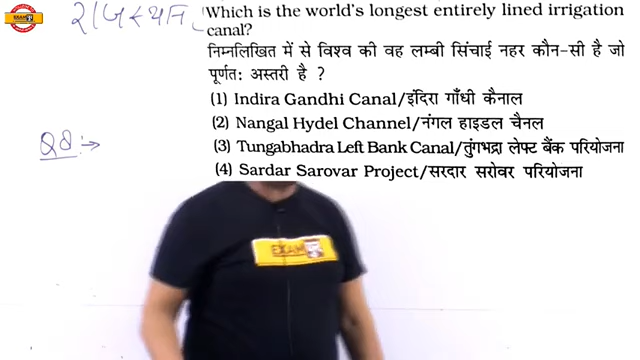 राजस्थान
Which is the world's longest entirely lined irrigation
canal?
निम्नलिखित में से विश्व की वह लम्बी सिंचाई नहर कौन-सी है जो
पूर्णत: अस्तरी है ?
(1) Indira Gandhi Canal/इंदिरा गाँधी कैनाल
(2) Nangal Hydel Channel/नंगल हाइडल चैनल
(3) Tungabhadra Left Bank Canal/तुंगभद्रा लेफ्ट बैंक परियोजना
(4) Sardar Sarovar Project/सरदार सरोवर परियोजना
EXAM